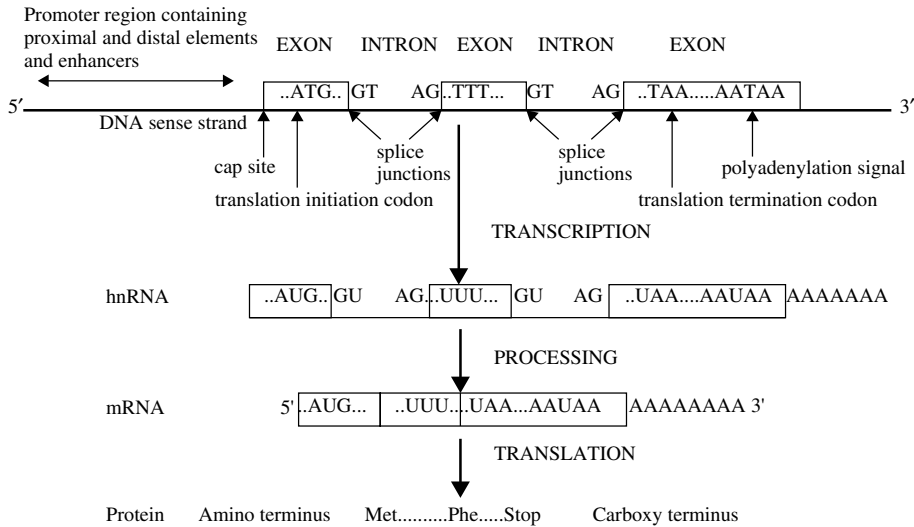 Promoter region containing
proximal and distal elements
and enhancers
EXON INTRON EXON INTRON EXON
..ATG.. GT AG ..TTT... GT AG ..TAA.....AATAA
5′ 3′
DNA sense strand
cap site
splice
junctions
splice
junctions
polyadenylation signal
translation initiation codon
translation termination codon
TRANSCRIPTION
hnRNA ..AUG.. GU AG...UUU... GU AG ..UAA....AAUAA AAAAAAA
PROCESSING
mRNA 5' ..AUG... ..UUU....UAA...AAUAA AAAAAAAA 3'
TRANSLATION
Protein Amino terminus Met..........Phe.....Stop Carboxy terminus